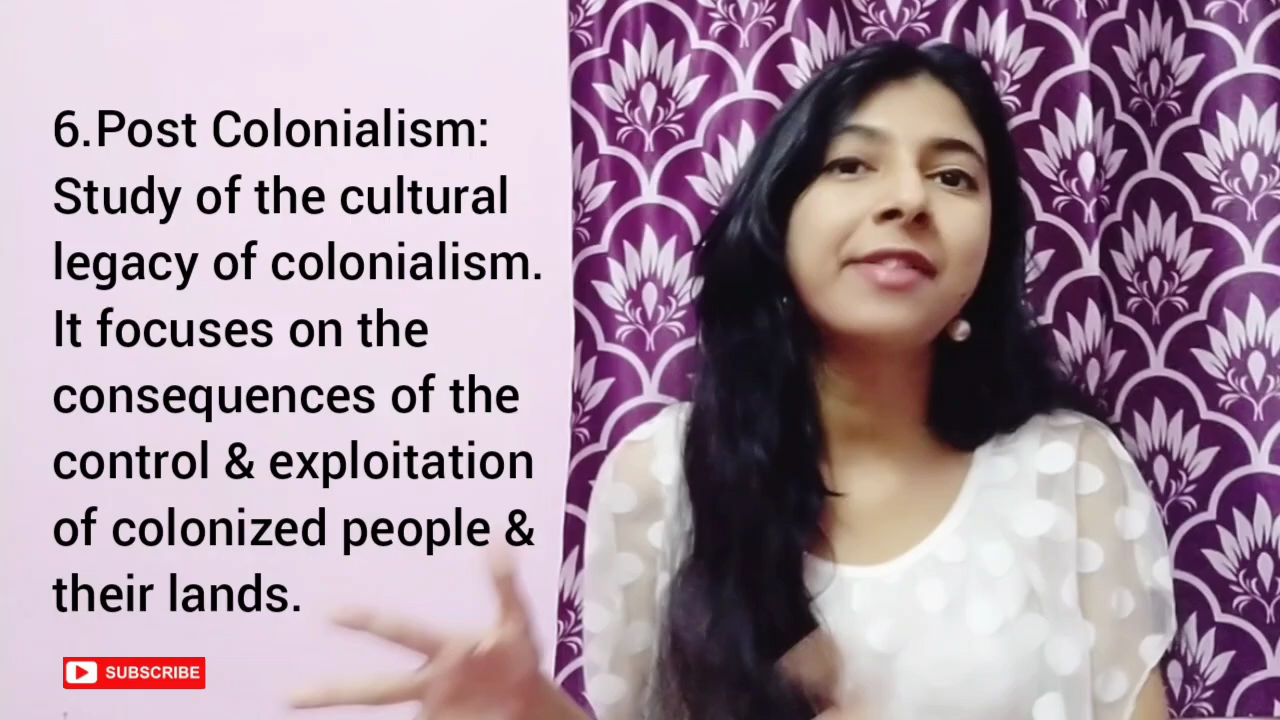 6.Post Colonialism:
Study of the cultural
legacy of colonialism.
It focuses on the
consequences of the
control & exploitation
of colonized people &
their lands.
SUBSCRIBE